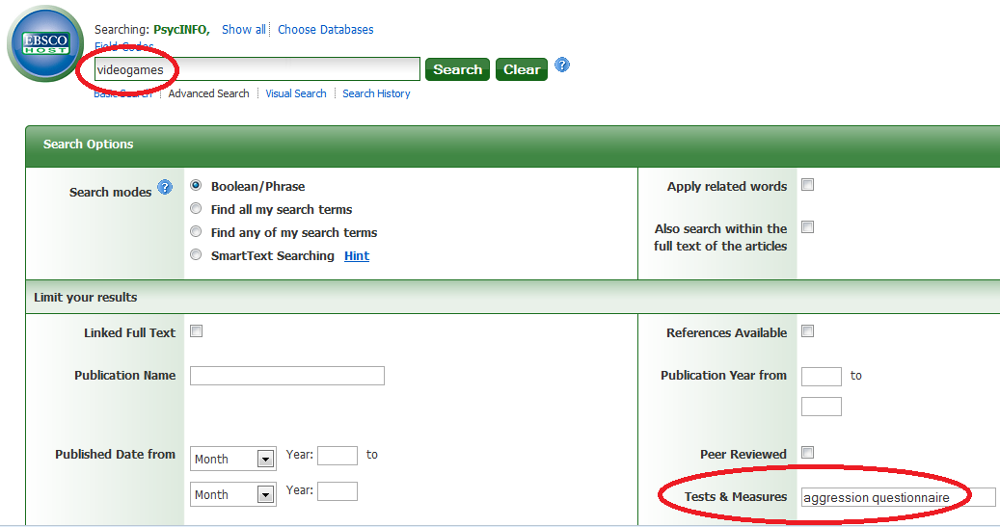 EBSCO
HOST
Searching: PsycINFO, Show all Choose Databases
Field Codes
videogames Search Clear ?
Basic Search Advanced Search Visual Search Search History
Search Options
Search modes ? Boolean/Phrase
Find all my search terms
Find any of my search terms
SmartText Searching Hint
Apply related words
Also search within the
full text of the articles
Limit your results
Linked Full Text
References Available
Publication Name
Publication Year from to
Published Date from Month Year: to
Month Year:
Peer Reviewed
Tests & Measures aggression questionnaire